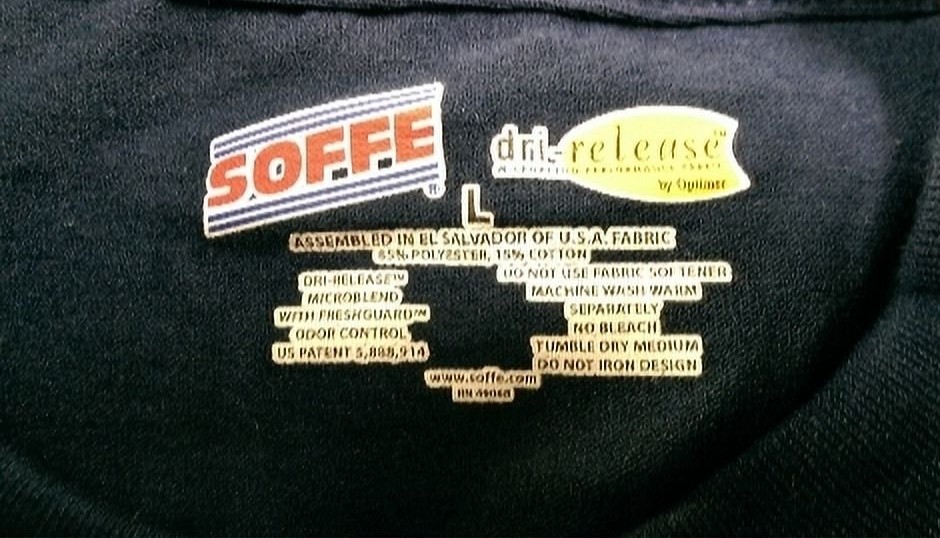 SOFFE®
dri-release™
by Optimer
L
ASSEMBLED IN EL SALVADOR OF U.S.A. FABRIC
85% POLYESTER, 15% COTTON
DRI-RELEASE™
MICROBLEND
WITH FRESHGUARD™
ODOR CONTROL
US PATENT 5,888,914
DO NOT USE FABRIC SOFTENER
MACHINE WASH WARM
SEPARATELY
NO BLEACH
TUMBLE DRY MEDIUM
DO NOT IRON DESIGN
www.soffe.com
RN